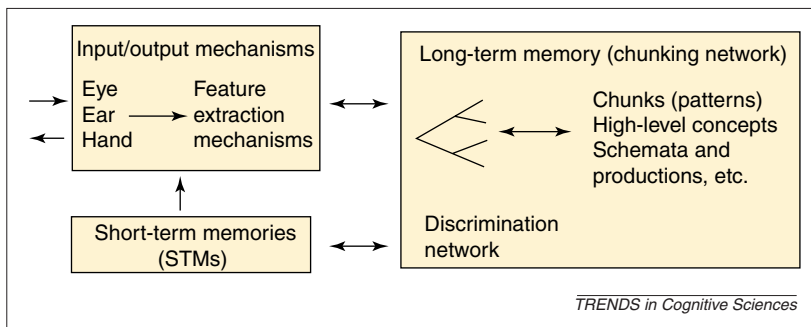 Input/output mechanisms
Eye
Ear
Hand
Feature
extraction
mechanisms
Short-term memories
(STMs)
Long-term memory (chunking network)
Chunks (patterns)
High-level concepts
Schemata and
productions, etc.
Discrimination
network
TRENDS in Cognitive Sciences